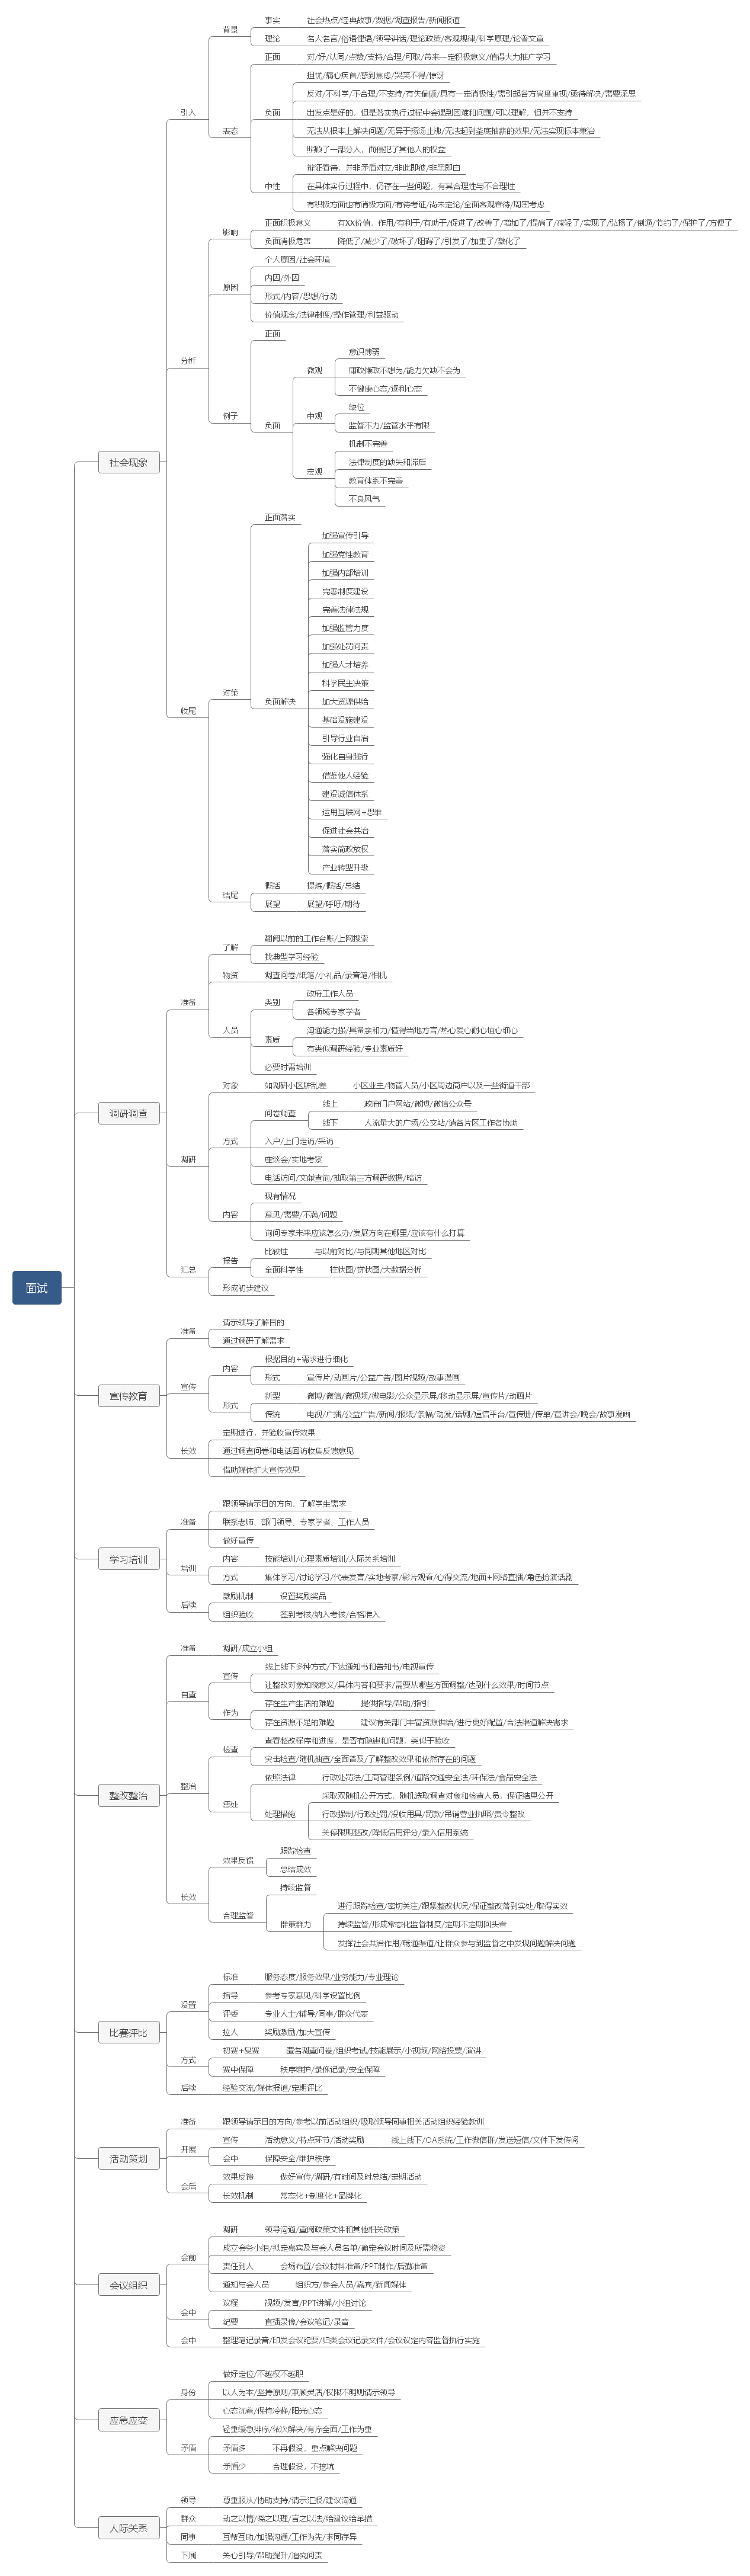 面试
社会现象
引入
背景
事实
社会热点/经典故事/数据/调查报告/新闻报道
理论
名人名言/俗语俚语/领导讲话/理论政策/客观规律/科学原理/论著文章
表态
正面
对/好/认同/点赞/支持/合理/可取/带来一定积极意义/值得大力推广学习
负面
担忧/痛心疾首/感到焦虑/哭笑不得/惊讶
反对/不科学/不合理/不支持/有失偏颇/具有一定消极性/需引起各方高度重视/亟待解决/需要深思
出发点是好的，但是落实执行过程中会遇到困难和问题/可以理解，但并不支持
无法从根本上解决问题/无异于扬汤止沸/无法起到釜底抽薪的效果/无法实现标本兼治
照顾了一部分人，而侵犯了其他人的权益
中性
辩证看待，并非矛盾对立/非此即彼/非黑即白
在具体实行过程中，仍存在一些问题，有其合理性与不合理性
有积极方面也有消极方面/有待考证/尚未定论/全面客观看待/周密考虑
分析
影响
正面积极意义
有XX价值，作用/有利于/有助于/促进了/改善了/增加了/提高了/减轻了/实现了/弘扬了/倡通/节约了/保护了/方便了
负面消极危害
降低了/减少了/破坏了/阻碍了/引发了/加重了/激化了
原因
个人原因/社会环境
内因/外因
形式/内容/思想/行动
价值观念/法律制度/操作管理/利益驱动
例子
正面
负面
微观
意识薄弱
勤政廉政不想为/能力欠缺不会为
不健康心态/逐利心态
中观
缺位
监管不力/监管水平有限
宏观
机制不完善
法律制度的缺失和滞后
教育体系不完善
不良风气
收尾
对策
正面落实
负面解决
加强宣传引导
加强党性教育
加强内部培训
完善制度建设
完善法律法规
加强监管力度
加强处罚问责
加强人才培养
科学民主决策
加大资源供给
基础设施建设
引导行业自治
强化自身践行
借鉴他人经验
建设诚信体系
运用互联网+思维
促进社会共治
落实简政放权
产业转型升级
结尾
概括
提炼/概括/总结
展望
展望/呼吁/期待
调研调查
准备
了解
翻阅以前的工作台账/上网搜索
找典型学习经验
物资
调查问卷/纸笔/小礼品/录音笔/相机
人员
类别
政府工作人员
各领域专家学者
素质
沟通能力强/具备亲和力/懂得当地方言/热心爱心耐心恒心细心
有类似调研经验/专业素质好
必要时需培训
调研
对象
如调研小区脏乱差
小区业主/物管人员/小区周边商户以及一些街道干部
方式
问卷调查
线上
政府门户网站/微博/微信公众号
线下
人流量大的广场/公交站/请各片区工作者协助
入户/上门走访/采访
座谈会/实地考察
电话访问/文献查询/抽取第三方调研数据/暗访
内容
现有情况
意见/需要/不满/问题
询问专家未来应该怎么办/发展方向在哪里/应该有什么打算
汇总
报告
比较性
与以前对比/与同期其他地区对比
全面科学性
柱状图/饼状图/大数据分析
形成初步建议
宣传教育
准备
请示领导了解目的
通过调研了解需求
宣传
内容
根据目的+需求进行细化
形式
宣传片/动画片/公益广告/图片视频/故事漫画
形式
新型
微博/微信/微视频/微电影/公众显示屏/移动显示屏/宣传片/动画片
传统
电视/广播/公益广告/新闻/报纸/条幅/动漫/话剧/短信平台/宣传册/传单/宣讲会/晚会/故事漫画
长效
定期进行，并验收宣传效果
通过调查问卷和电话回访收集反馈意见
借助媒体扩大宣传效果
学习培训
准备
跟领导请示目的方向，了解学生需求
联系老师、部门领导、专家学者、工作人员
做好宣传
培训
内容
技能培训/心理素质培训/人际关系培训
方式
集体学习/讨论学习/代表发言/实地考察/影片观看/心得交流/地面+网络直播/角色扮演话剧
后续
激励机制
设置奖励奖品
组织验收
签到考核/纳入考核/合格准入
整改整治
准备
调研/成立小组
自查
宣传
线上线下多种方式/下达通知书和告知书/电视宣传
让整改对象知晓意义/具体内容和要求/需要从哪些方面调整/达到什么效果/时间节点
作为
存在生产生活的难题
提供指导/帮助/指引
存在资源不足的难题
建议有关部门丰富资源供给/进行更好配置/合法渠道解决需求
整治
检查
查看整改程序和进度，是否有隐患和问题，类似于验收
突击检查/随机抽查/全面普及/了解整改效果和依然存在的问题
惩处
依照法律
行政处罚法/工商管理条例/道路交通安全法/环保法/食品安全法
处理措施
采取双随机公开方式，随机选取调查对象和检查人员，保证结果公开
行政强制/行政处罚/没收用具/罚款/吊销营业执照/责令整改
关停限期整改/降低信用评分/录入信用系统
长效
效果反馈
跟踪检查
总结成效
合理监督
持续监督
群策群力
进行跟踪检查/密切关注/跟紧整改状况/保证整改落到实处/取得实效
持续监督/形成常态化监督制度/定期不定期回头看
发挥社会共治作用/畅通渠道/让群众参与到监督之中发现问题解决问题
比赛评比
设置
标准
服务态度/服务效果/业务能力/专业理论
指导
参考专家意见/科学设置比例
评委
专业人士/辅导/同事/群众代表
拉人
奖励激励/加大宣传
方式
初赛+复赛
匿名调查问卷/组织考试/技能展示/小视频/网络投票/演讲
赛中保障
秩序维护/录像记录/安全保障
后续
经验交流/媒体报道/定期评比
活动策划
准备
跟领导请示目的方向/参考以前活动组织/吸取领导同事相关活动组织经验教训
开展
宣传
活动意义/特点环节/活动奖励
线上线下/OA系统/工作微信群/发送短信/文件下发传阅
会中
保障安全/维护秩序
会后
效果反馈
做好宣传/调研/有时间及时总结/定期活动
长效机制
常态化+制度化+品牌化
会议组织
会前
调研
领导沟通/查阅政策文件和其他相关政策
成立会务小组/拟定嘉宾及与会人员名单/确定会议时间及所需物资
责任到人
会场布置/会议材料准备/PPT制作/后勤准备
通知与会人员
组织方/参会人员/嘉宾/新闻媒体
会中
议程
视频/发言/PPT讲解/小组讨论
纪要
直播录像/会议笔记/录音
会中
整理笔记录音/印发会议纪要/归类会议记录文件/会议议定内容监督执行实施
应急应变
身份
做好定位/不越权不越职
以人为本/坚持原则/兼顾灵活/权限不明则请示领导
心态沉着/保持冷静/阳光心态
矛盾
轻重缓急排序/依次解决/有序全面/工作为重
矛盾多
不再假设，重点解决问题
矛盾少
合理假设，不挖坑
人际关系
领导
尊重服从/协助支持/请示汇报/建议沟通
群众
动之以情/晓之以理/言之以法/给建议给举措
同事
互帮互助/加强沟通/工作为先/求同存异
下属
关心引导/帮助提升/追究问责